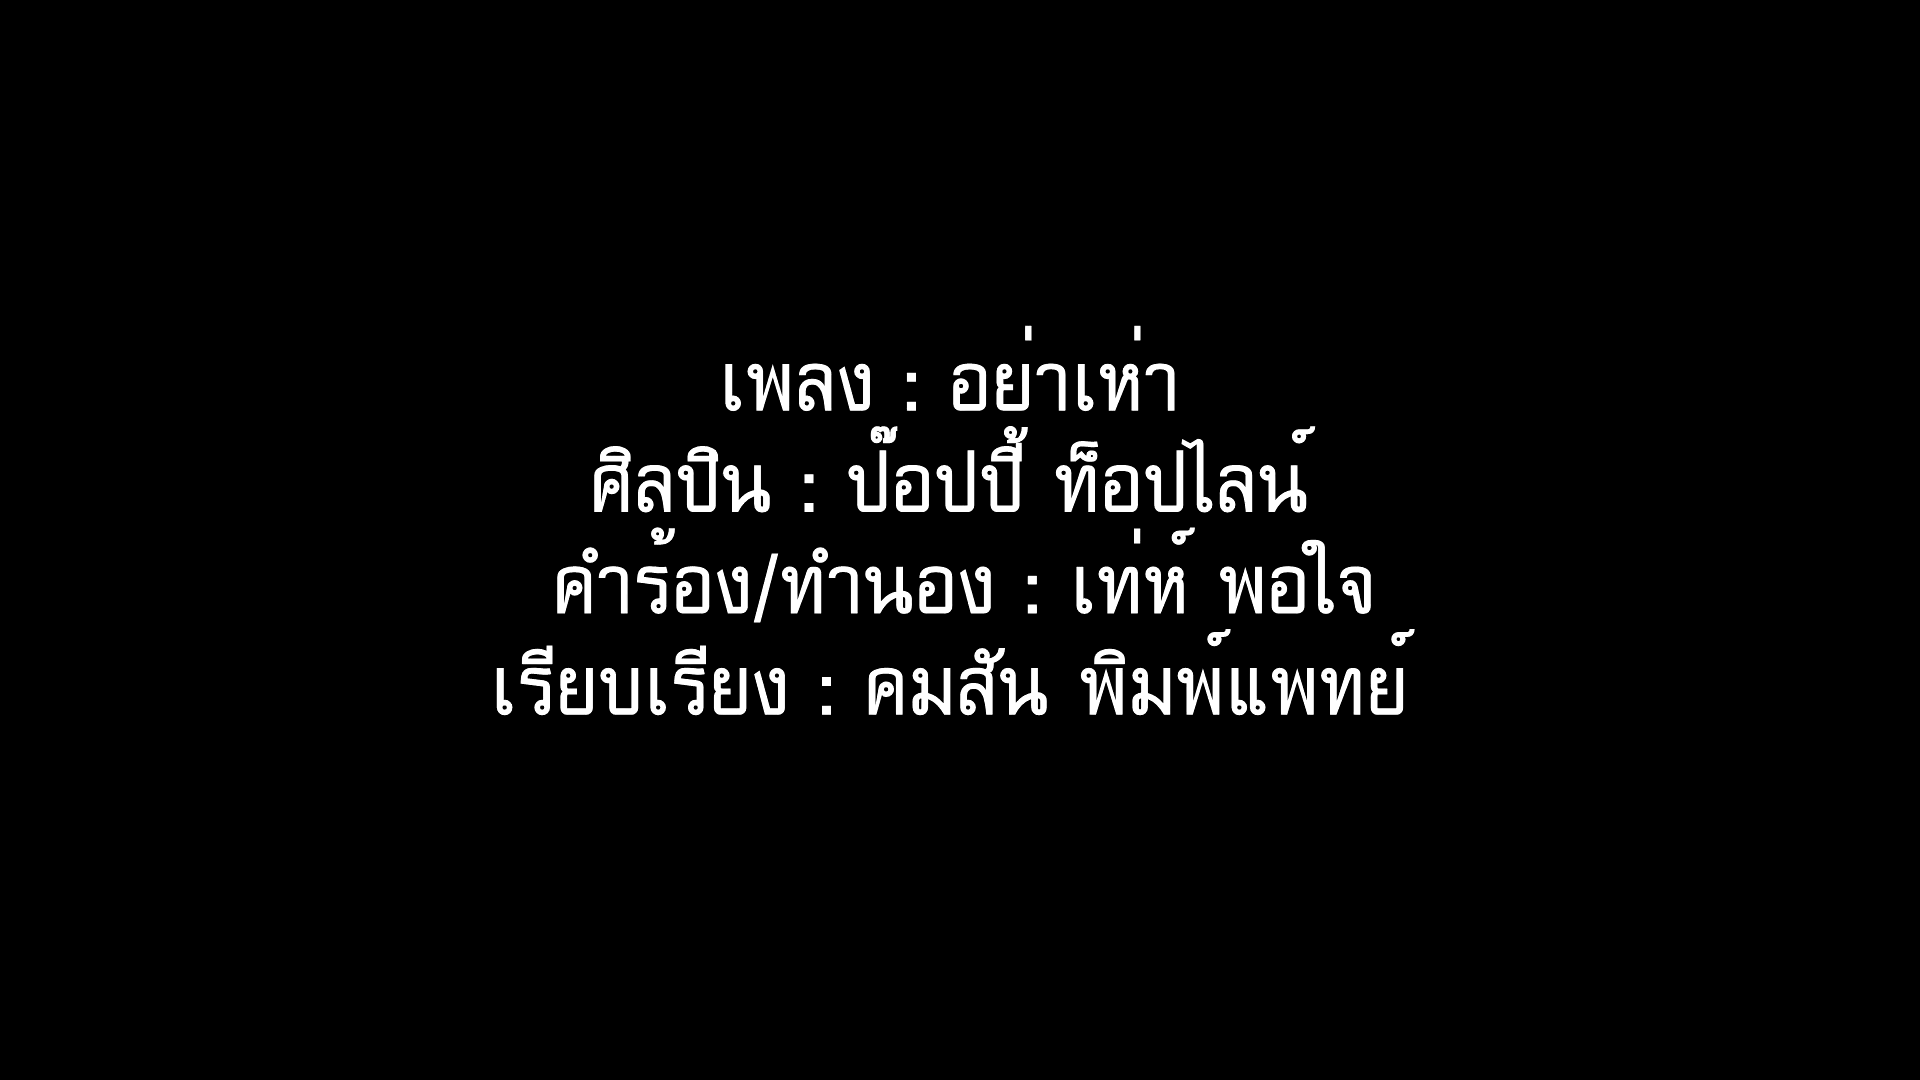 เพลง : อย่าเห่า
ศิลปิน : ป๊อปปี้ ท็อปไลน์
คำร้อง/ทำนอง : เท่ห์ พอใจ
เรียบเรียง : คมสัน พิมพ์แพทย์